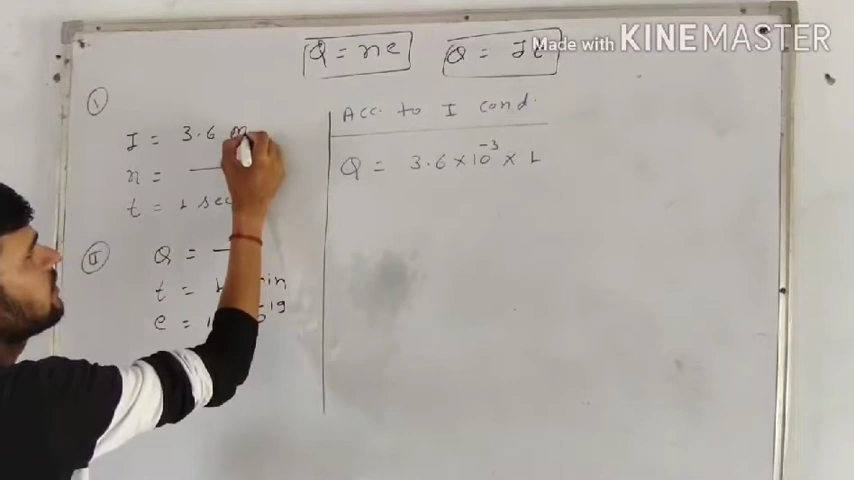 Q = ne
Q = It
Made with KINEMASTER
I
I = 3.6 m
n = —
t = 1 sec
II
Q = —
t = 1 min
e =
Acc. to I cond.
Q = 3.6 × 10⁻³ × 1